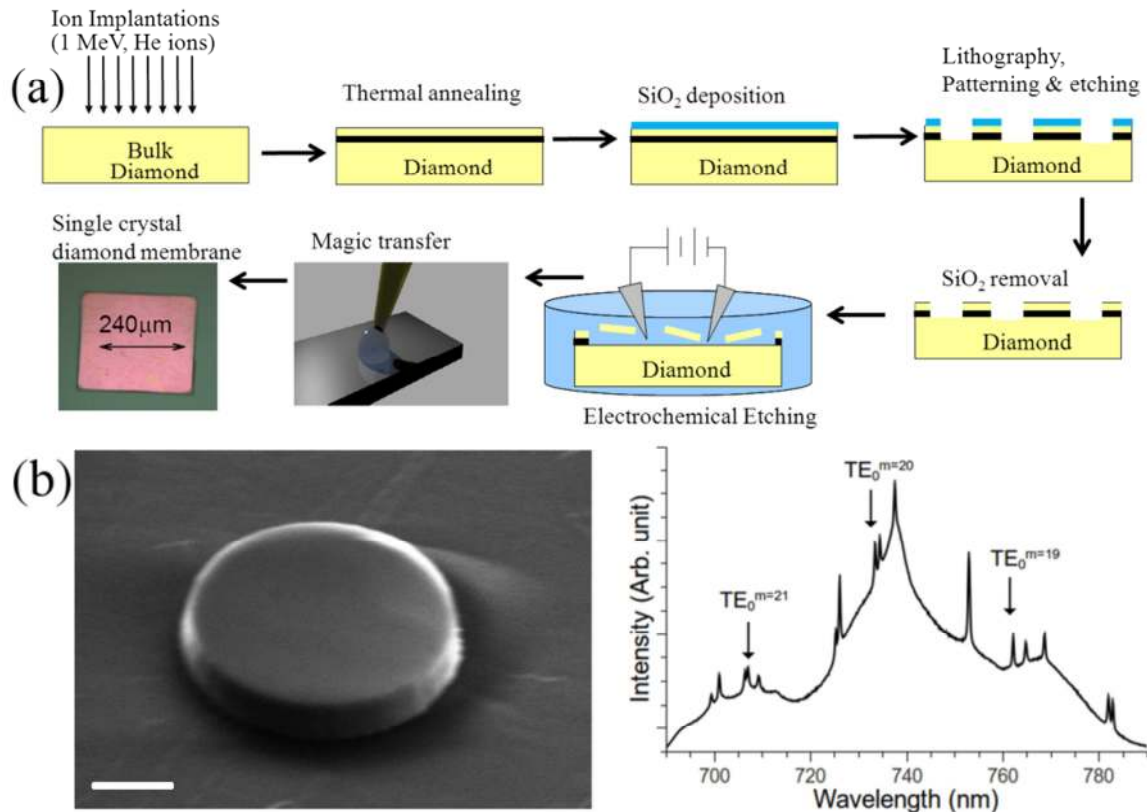 (a)
Ion Implantations
(1 MeV, He ions)
Bulk
Diamond
Thermal annealing
Diamond
SiO₂ deposition
Diamond
Lithography,
Patterning & etching
Diamond
Single crystal
diamond membrane
240μm
Magic transfer
Diamond
Electrochemical Etching
SiO₂ removal
Diamond
(b)
Intensity (Arb. unit)
TE₀ᵐ⁼²¹
TE₀ᵐ⁼²⁰
TE₀ᵐ⁼¹⁹
700 720 740 760 780
Wavelength (nm)